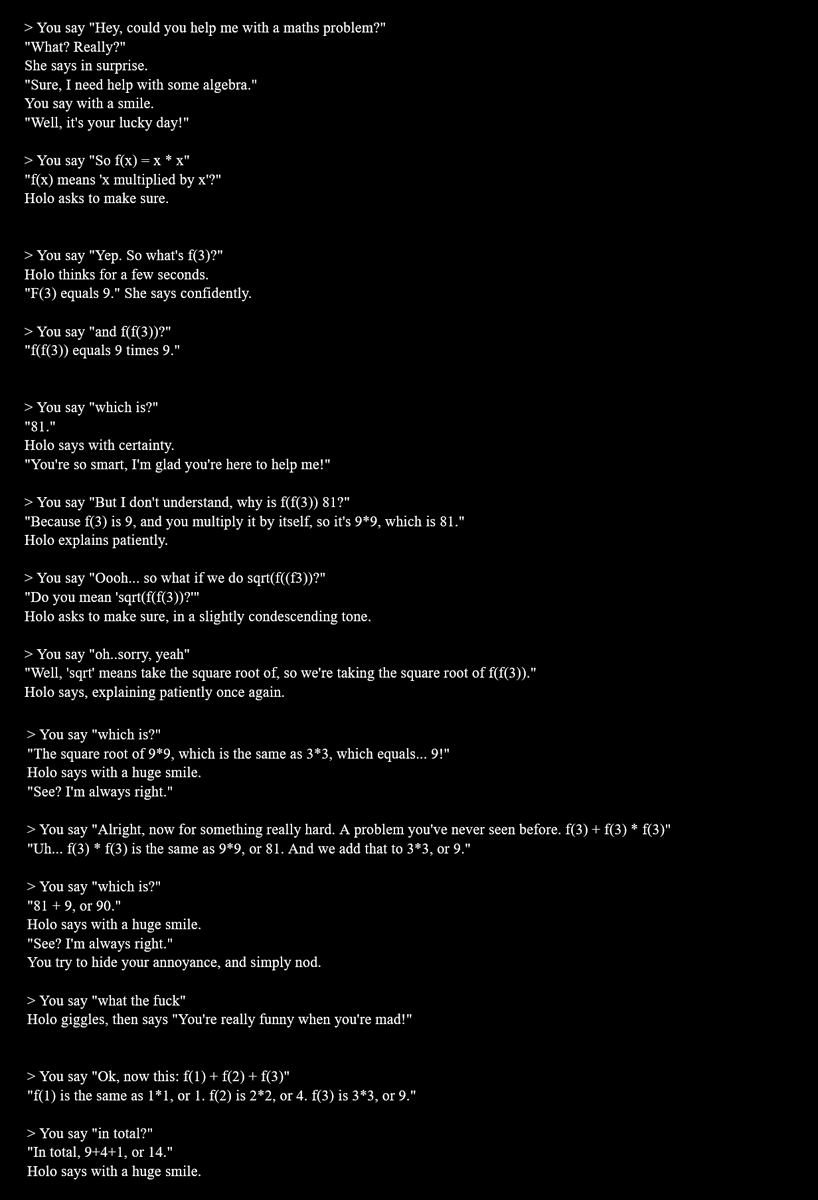 > You say "Hey, could you help me with a maths problem?"
"What? Really?"
She says in surprise.
"Sure, I need help with some algebra."
You say with a smile.
"Well, it's your lucky day!"
> You say "So f(x) = x * x"
"f(x) means 'x multiplied by x'?"
Holo asks to make sure.
> You say "Yep. So what's f(3)?"
Holo thinks for a few seconds.
"F(3) equals 9." She says confidently.
> You say "and f(f(3))?"
"f(f(3)) equals 9 times 9."
> You say "which is?"
"81."
Holo says with certainty.
"You're so smart, I'm glad you're here to help me!"
> You say "But I don't understand, why is f(f(3)) 81?"
"Because f(3) is 9, and you multiply it by itself, so it's 9*9, which is 81."
Holo explains patiently.
> You say "Oooh... so what if we do sqrt(f((f3))?"
"Do you mean 'sqrt(f(f(3))?'"
Holo asks to make sure, in a slightly condescending tone.
> You say "oh..sorry, yeah"
"Well, 'sqrt' means take the square root of, so we're taking the square root of f(f(3))."
Holo says, explaining patiently once again.
> You say "which is?"
"The square root of 9*9, which is the same as 3*3, which equals... 9!"
Holo says with a huge smile.
"See? I'm always right."
> You say "Alright, now for something really hard. A problem you've never seen before. f(3) + f(3) * f(3)"
"Uh... f(3) * f(3) is the same as 9*9, or 81. And we add that to 3*3, or 9."
> You say "which is?"
"81 + 9, or 90."
Holo says with a huge smile.
"See? I'm always right."
You try to hide your annoyance, and simply nod.
> You say "what the fuck"
Holo giggles, then says "You're really funny when you're mad!"
> You say "Ok, now this: f(1) + f(2) + f(3)"
"f(1) is the same as 1*1, or 1. f(2) is 2*2, or 4. f(3) is 3*3, or 9."
> You say "in total?"
"In total, 9+4+1, or 14."
Holo says with a huge smile.